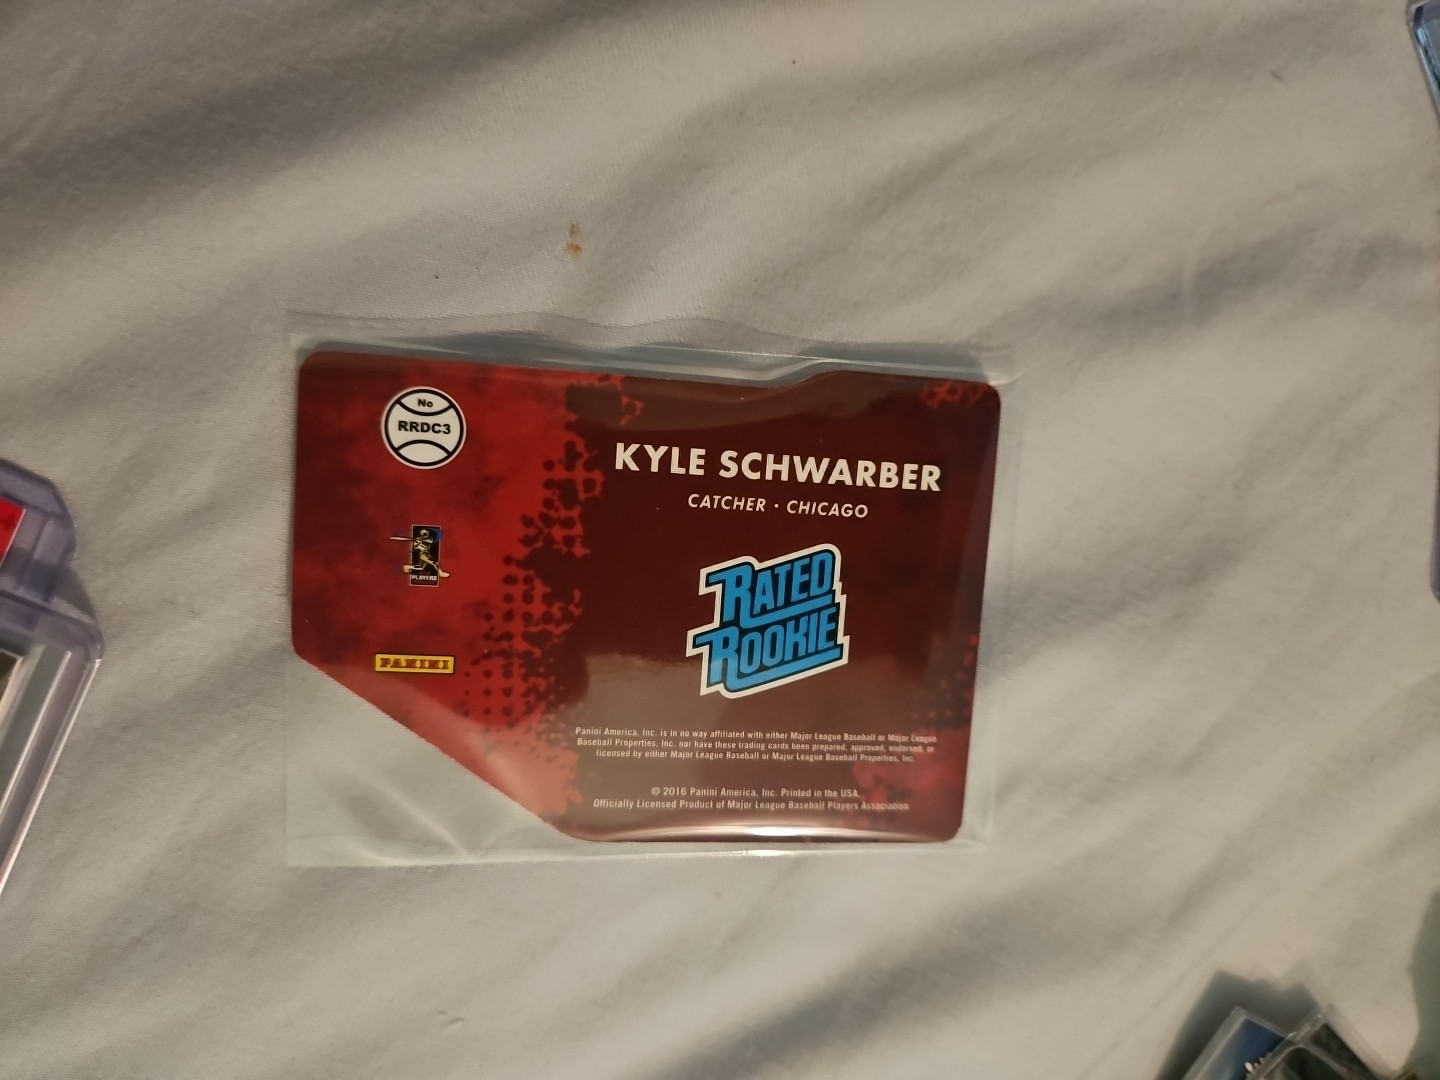 No
RRDC3
KYLE SCHWARBER
CATCHER · CHICAGO
PLAYERS
RATED
ROOKIE
PANINI
Panini America, Inc. is in no way affiliated with either Major League Baseball or Major League
Baseball Properties, Inc. nor have these trading cards been prepared, approved, endorsed, or
licensed by either Major League Baseball or Major League Baseball Properties, Inc.
© 2016 Panini America, Inc. Printed in the USA.
Officially Licensed Product of Major League Baseball Players Association